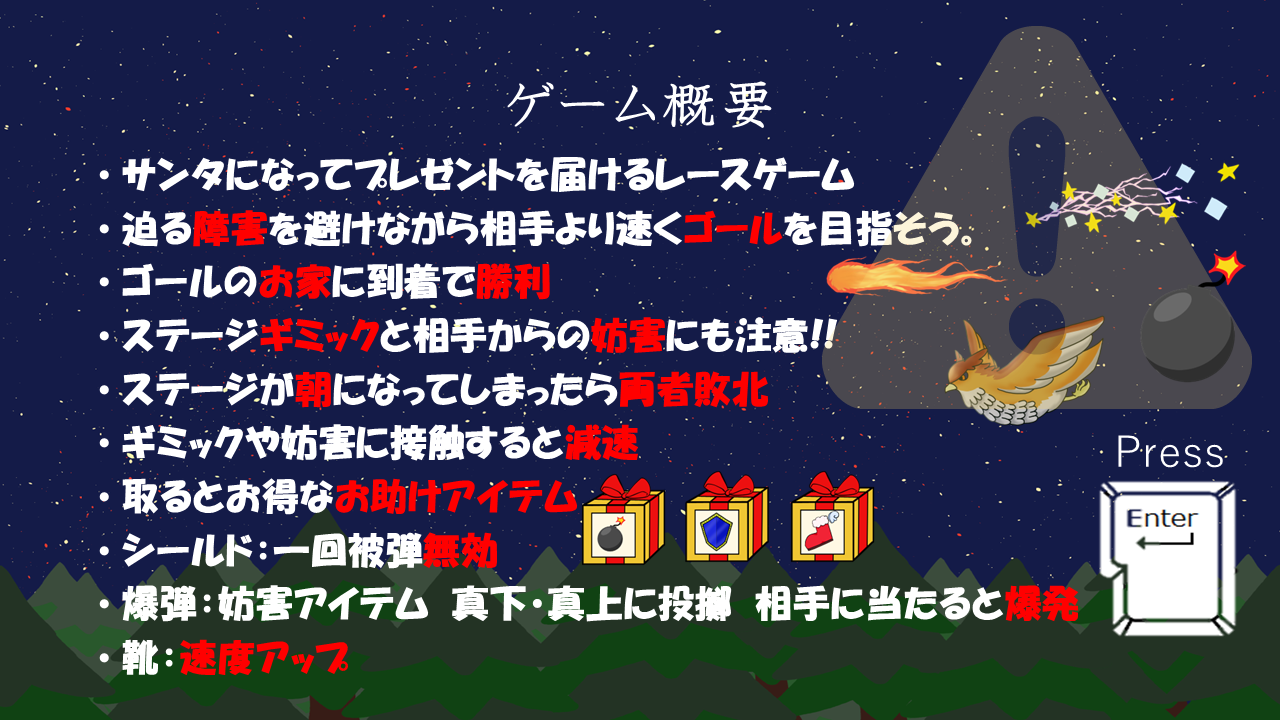 ゲーム概要
・サンタになってプレゼントを届けるレースゲーム
・迫る障害を避けながら相手より速くゴールを目指そう。
・ゴールのお家に到着で勝利
・ステージギミックと相手からの妨害にも注意!!
・ステージが朝になってしまったら両者敗北
・ギミックや妨害に接触すると減速
・取るとお得なお助けアイテム
・シールド：一回被弾無効
・爆弾：妨害アイテム　真下・真上に投擲　相手に当たると爆発
・靴：速度アップ
Press
Enter